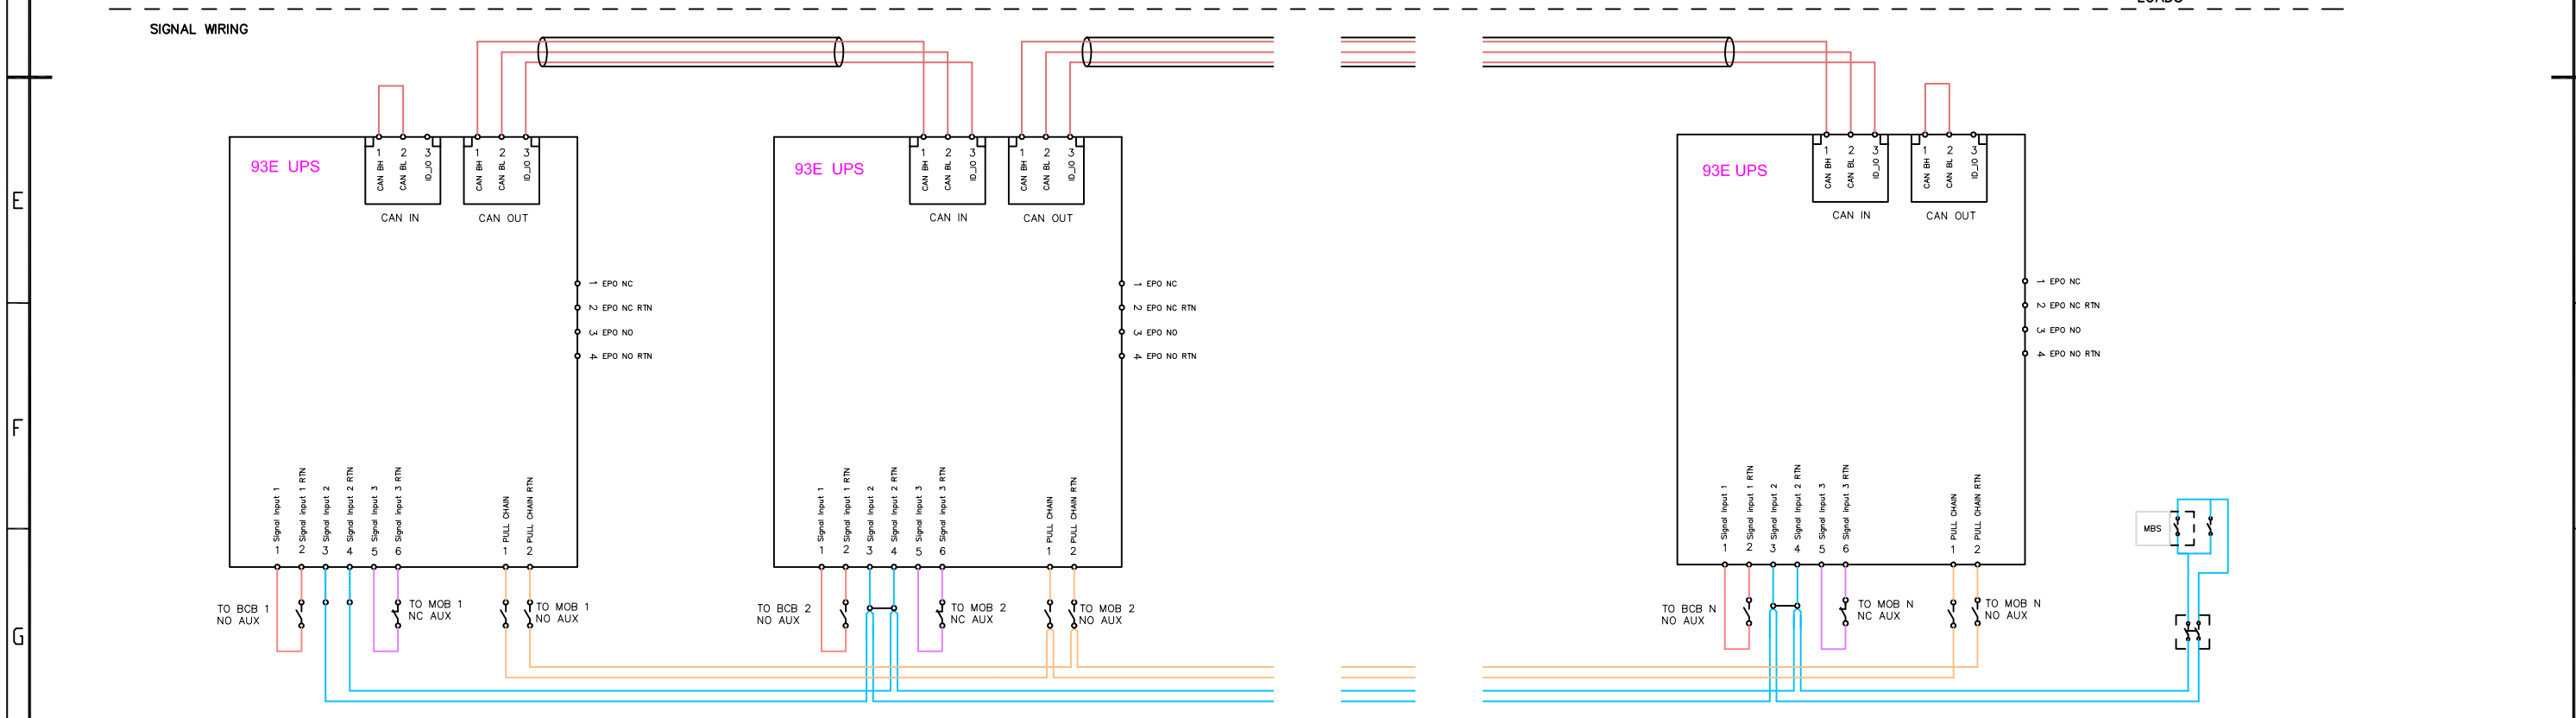 SIGNAL WIRING
93E UPS
1 2 3
CAN BH CAN BL ID_IO
CAN IN
1 2 3
CAN BH CAN BL ID_IO
CAN OUT
1 EPO NC
2 EPO NC RTN
3 EPO NO
4 EPO NO RTN
Signal Input 1
Signal Input 1 RTN
Signal Input 2
Signal Input 2 RTN
Signal Input 3
Signal Input 3 RTN
PULL CHAIN
PULL CHAIN RTN
1 2 3 4 5 6 1 2
TO BCB 1
NO AUX
TO MOB 1
NC AUX
TO MOB 1
NO AUX
93E UPS
1 2 3
CAN BH CAN BL ID_IO
CAN IN
1 2 3
CAN BH CAN BL ID_IO
CAN OUT
1 EPO NC
2 EPO NC RTN
3 EPO NO
4 EPO NO RTN
Signal Input 1
Signal Input 1 RTN
Signal Input 2
Signal Input 2 RTN
Signal Input 3
Signal Input 3 RTN
PULL CHAIN
PULL CHAIN RTN
1 2 3 4 5 6 1 2
TO BCB 2
NO AUX
TO MOB 2
NC AUX
TO MOB 2
NO AUX
93E UPS
1 2 3
CAN BH CAN BL ID_IO
CAN IN
1 2 3
CAN BH CAN BL ID_IO
CAN OUT
1 EPO NC
2 EPO NC RTN
3 EPO NO
4 EPO NO RTN
Signal Input 1
Signal Input 1 RTN
Signal Input 2
Signal Input 2 RTN
Signal Input 3
Signal Input 3 RTN
PULL CHAIN
PULL CHAIN RTN
1 2 3 4 5 6 1 2
TO BCB N
NO AUX
TO MOB N
NC AUX
TO MOB N
NO AUX
MBS
E
F
G